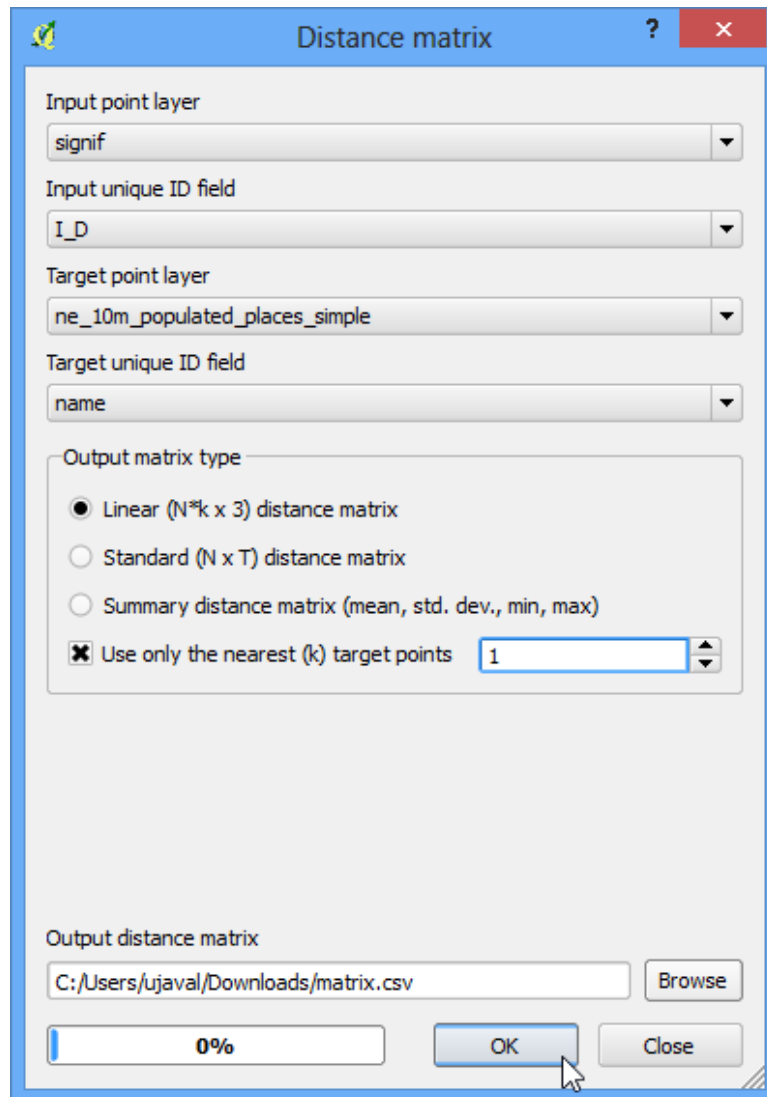 Distance matrix ? ×
Input point layer
signif
Input unique ID field
I_D
Target point layer
ne_10m_populated_places_simple
Target unique ID field
name
Output matrix type
Linear (N*k x 3) distance matrix
Standard (N x T) distance matrix
Summary distance matrix (mean, std. dev., min, max)
Use only the nearest (k) target points 1
Output distance matrix
C:/Users/ujaval/Downloads/matrix.csv Browse
0% OK Close